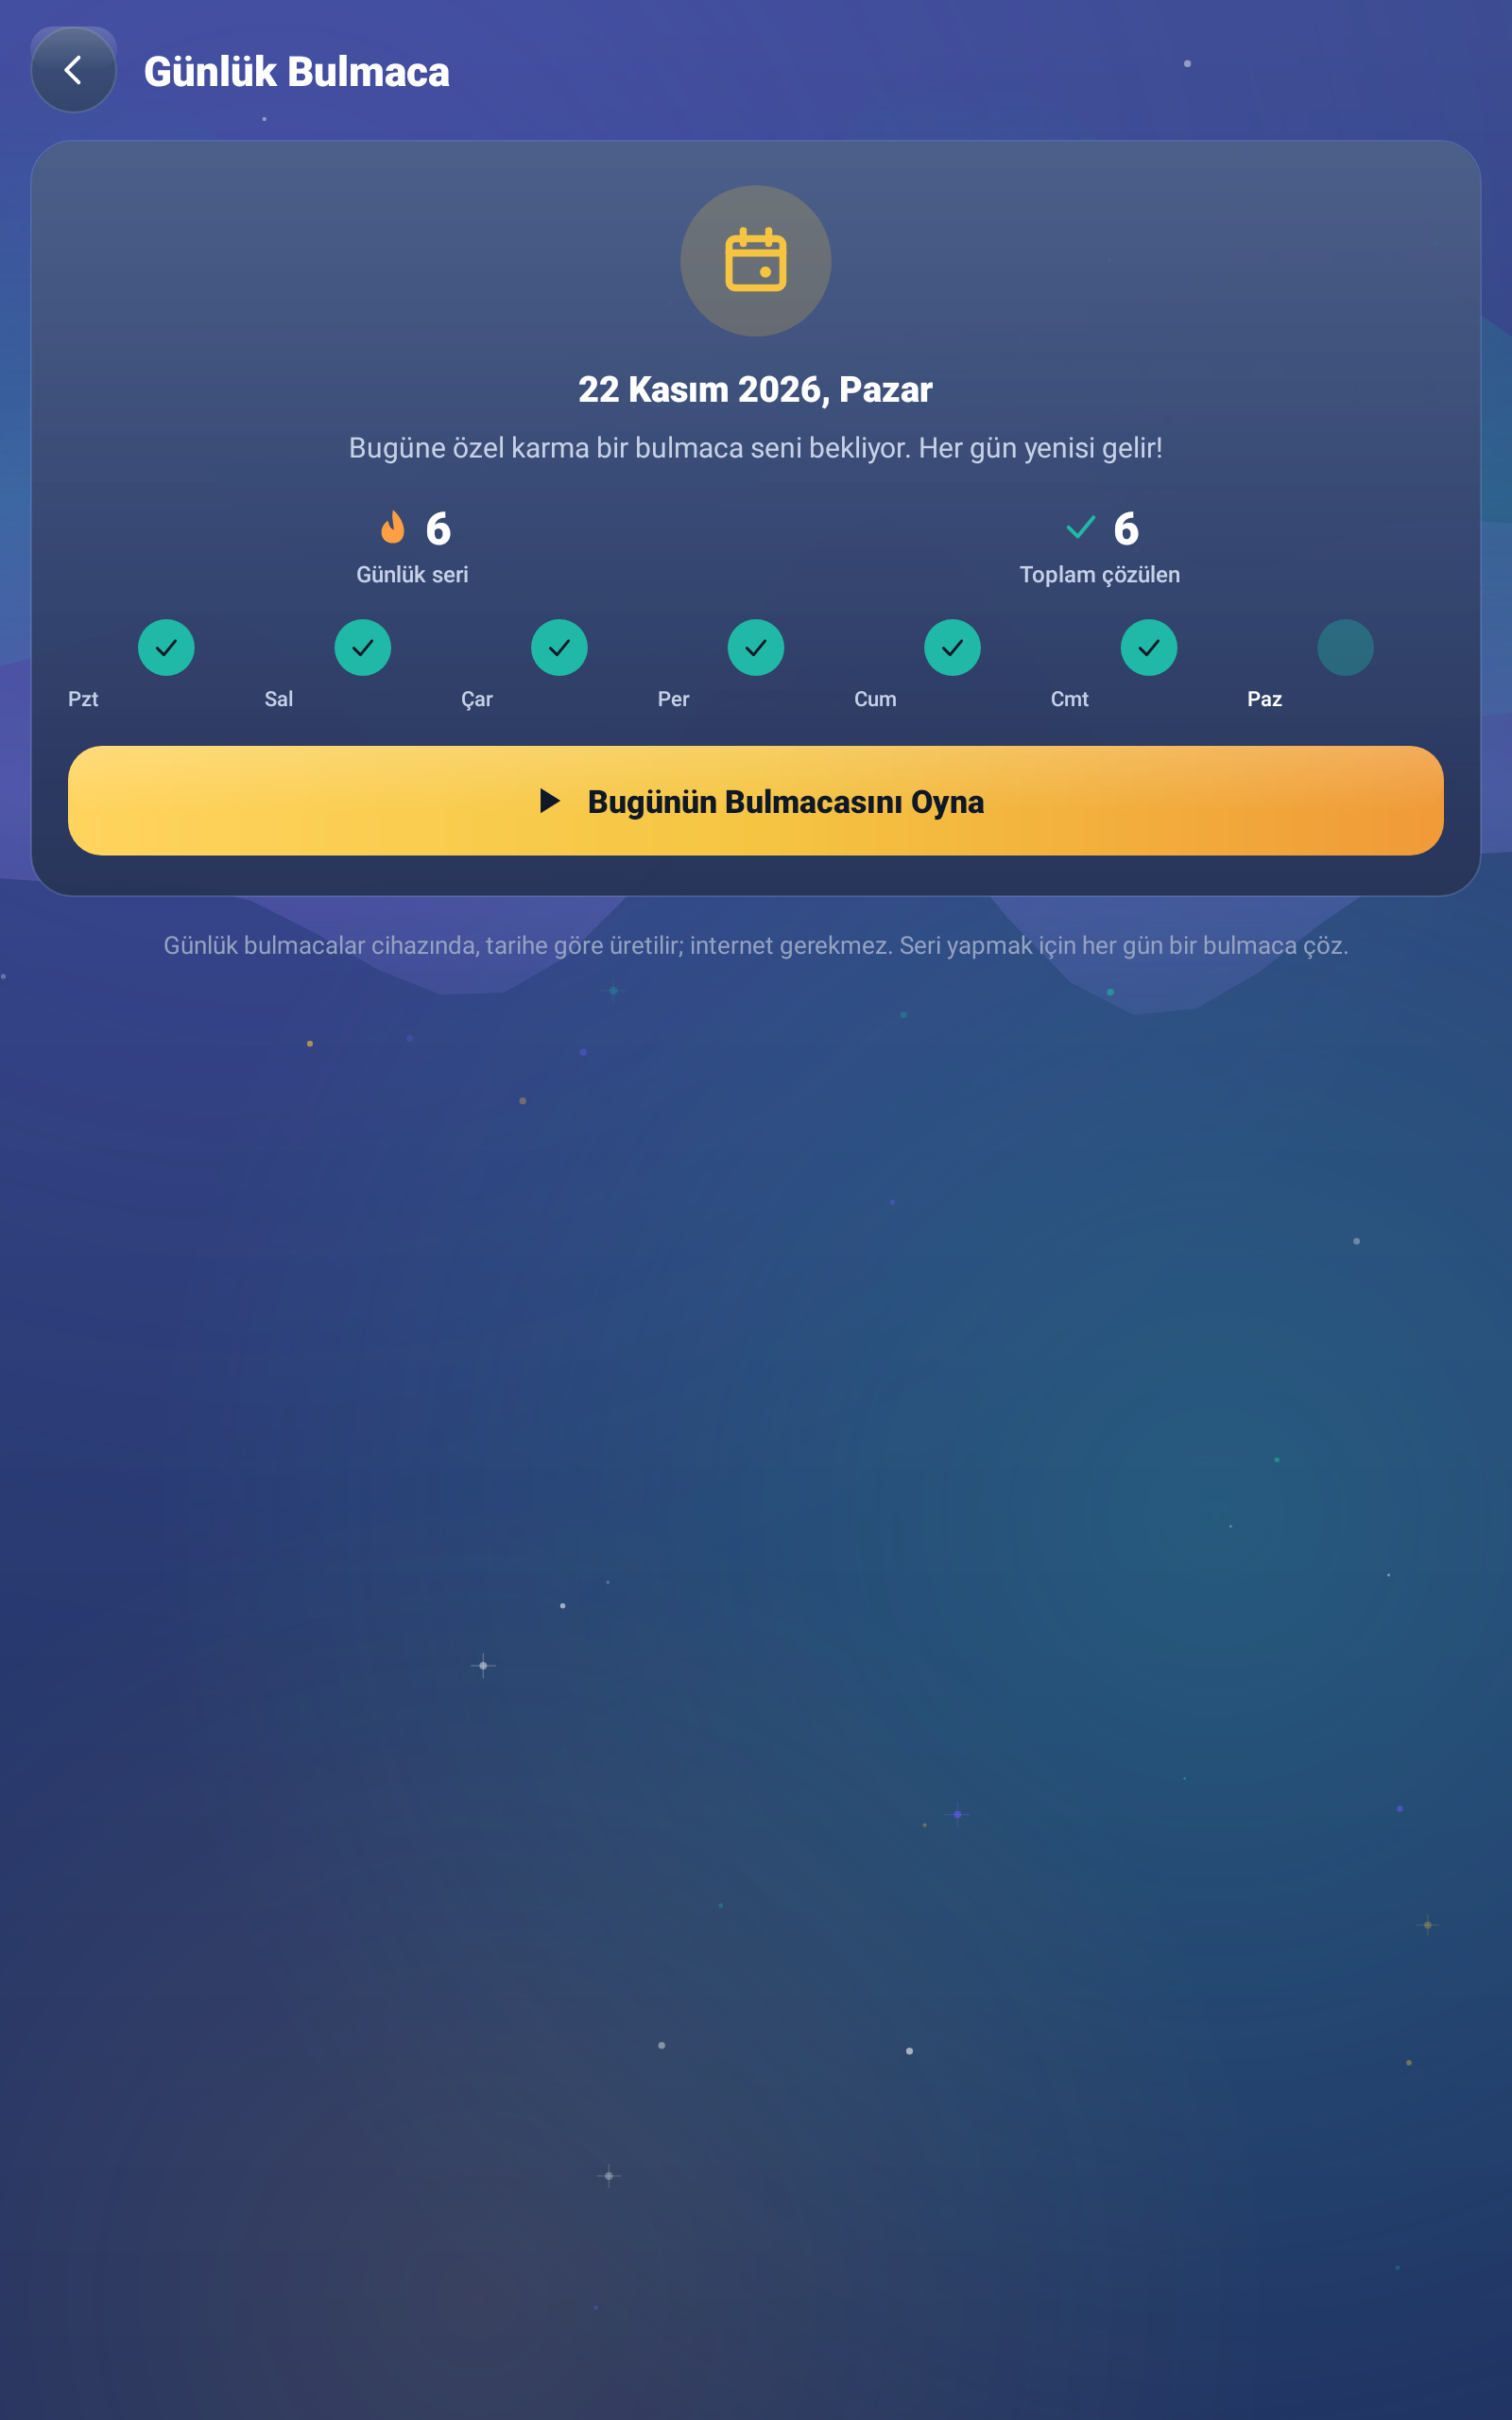 Günlük Bulmaca
22 Kasım 2026, Pazar
Bugüne özel karma bir bulmaca seni bekliyor. Her gün yenisi gelir!
6
Günlük seri
6
Toplam çözülen
Pzt Sal Çar Per Cum Cmt Paz
Bugünün Bulmacasını Oyna
Günlük bulmacalar cihazında, tarihe göre üretilir; internet gerekmez. Seri yapmak için her gün bir bulmaca çöz.